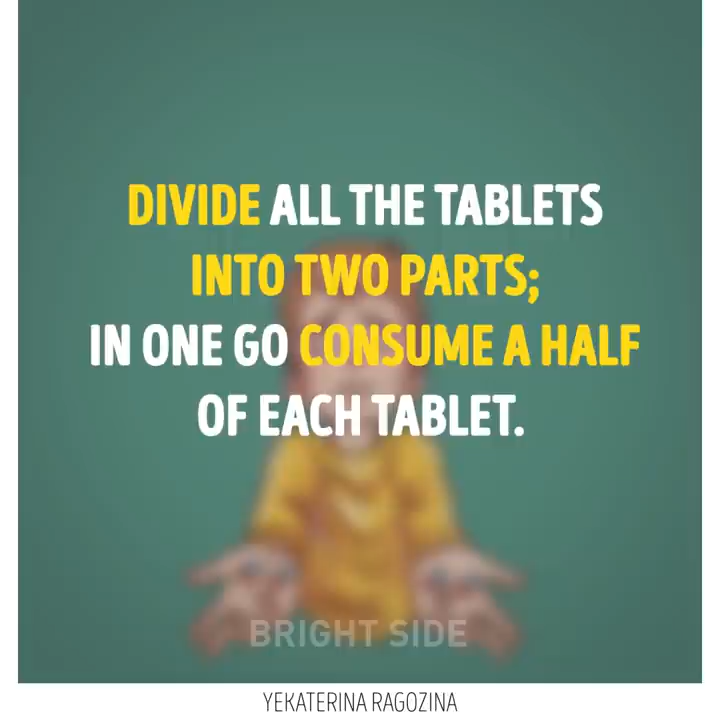 DIVIDE ALL THE TABLETS
INTO TWO PARTS;
IN ONE GO CONSUME A HALF
OF EACH TABLET.
BRIGHT SIDE
YEKATERINA RAGOZINA